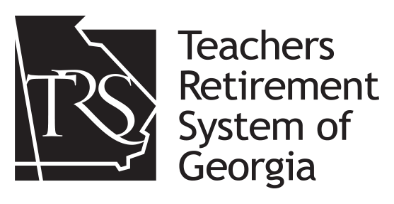 TRS
Teachers
Retirement
System of
Georgia